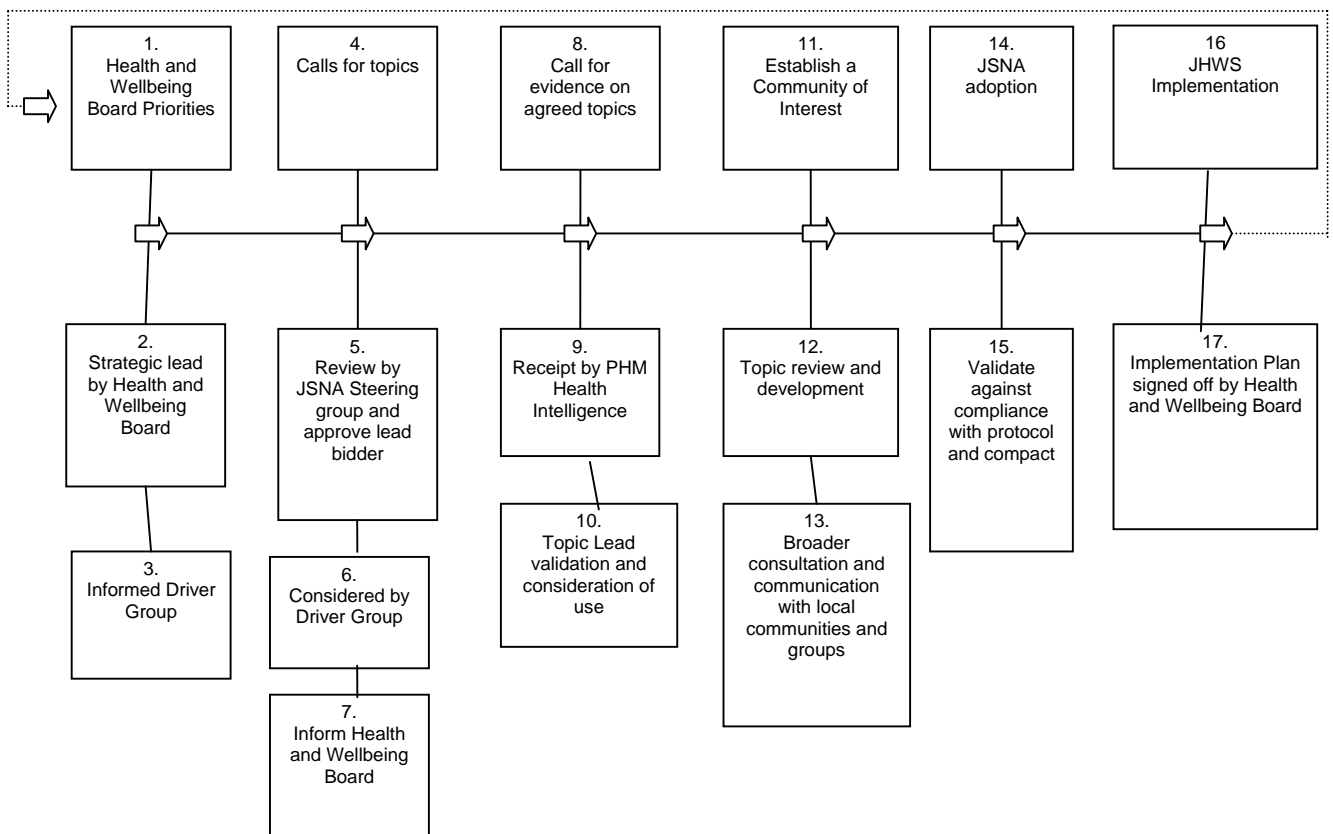 1.
Health and
Wellbeing
Board Priorities
2.
Strategic lead
by Health and
Wellbeing
Board
3.
Informed Driver
Group
4.
Calls for topics
5.
Review by
JSNA Steering
group and
approve lead
bidder
6.
Considered by
Driver Group
7.
Inform Health
and Wellbeing
Board
8.
Call for
evidence on
agreed topics
9.
Receipt by PHM
Health
Intelligence
10.
Topic Lead
validation and
consideration of
use
11.
Establish a
Community of
Interest
12.
Topic review and
development
13.
Broader
consultation and
communication
with local
communities and
groups
14.
JSNA
adoption
15.
Validate
against
compliance
with protocol
and compact
16
JHWS
Implementation
17.
Implementation Plan
signed off by Health
and Wellbeing Board